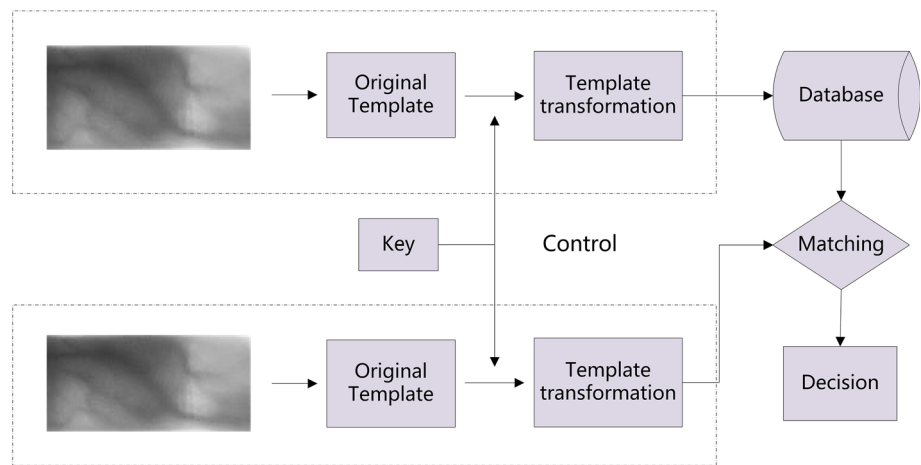 Original
Template
Template
transformation
Database
Key
Control
Matching
Original
Template
Template
transformation
Decision